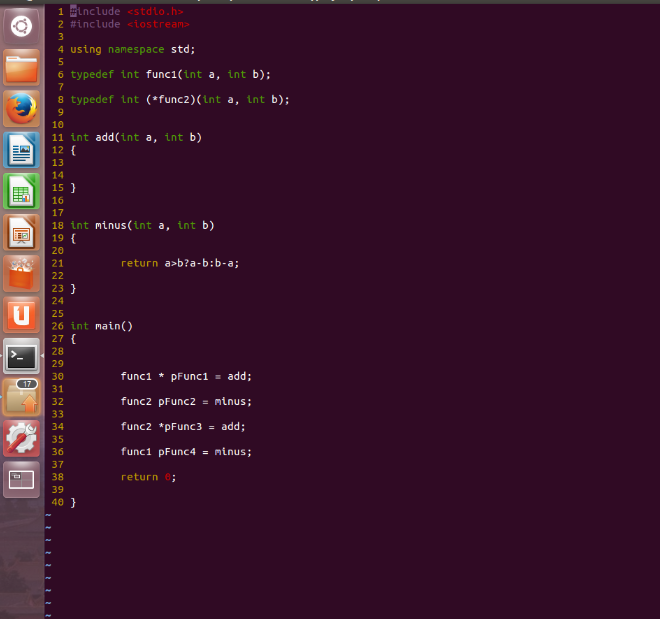 1 #include <stdio.h>
2 #include <iostream>
3
4 using namespace std;
5
6 typedef int func1(int a, int b);
7
8 typedef int (*func2)(int a, int b);
9
10
11 int add(int a, int b)
12 {
13
14
15 }
16
17
18 int minus(int a, int b)
19 {
20
21 return a>b?a-b:b-a;
22
23 }
24
25
26 int main()
27 {
28
29
30 func1 * pFunc1 = add;
31
32 func2 pFunc2 = minus;
33
34 func2 *pFunc3 = add;
35
36 func1 pFunc4 = minus;
37
38 return 0;
39
40 }
~
~
~
~
~
~
~
~
~
17